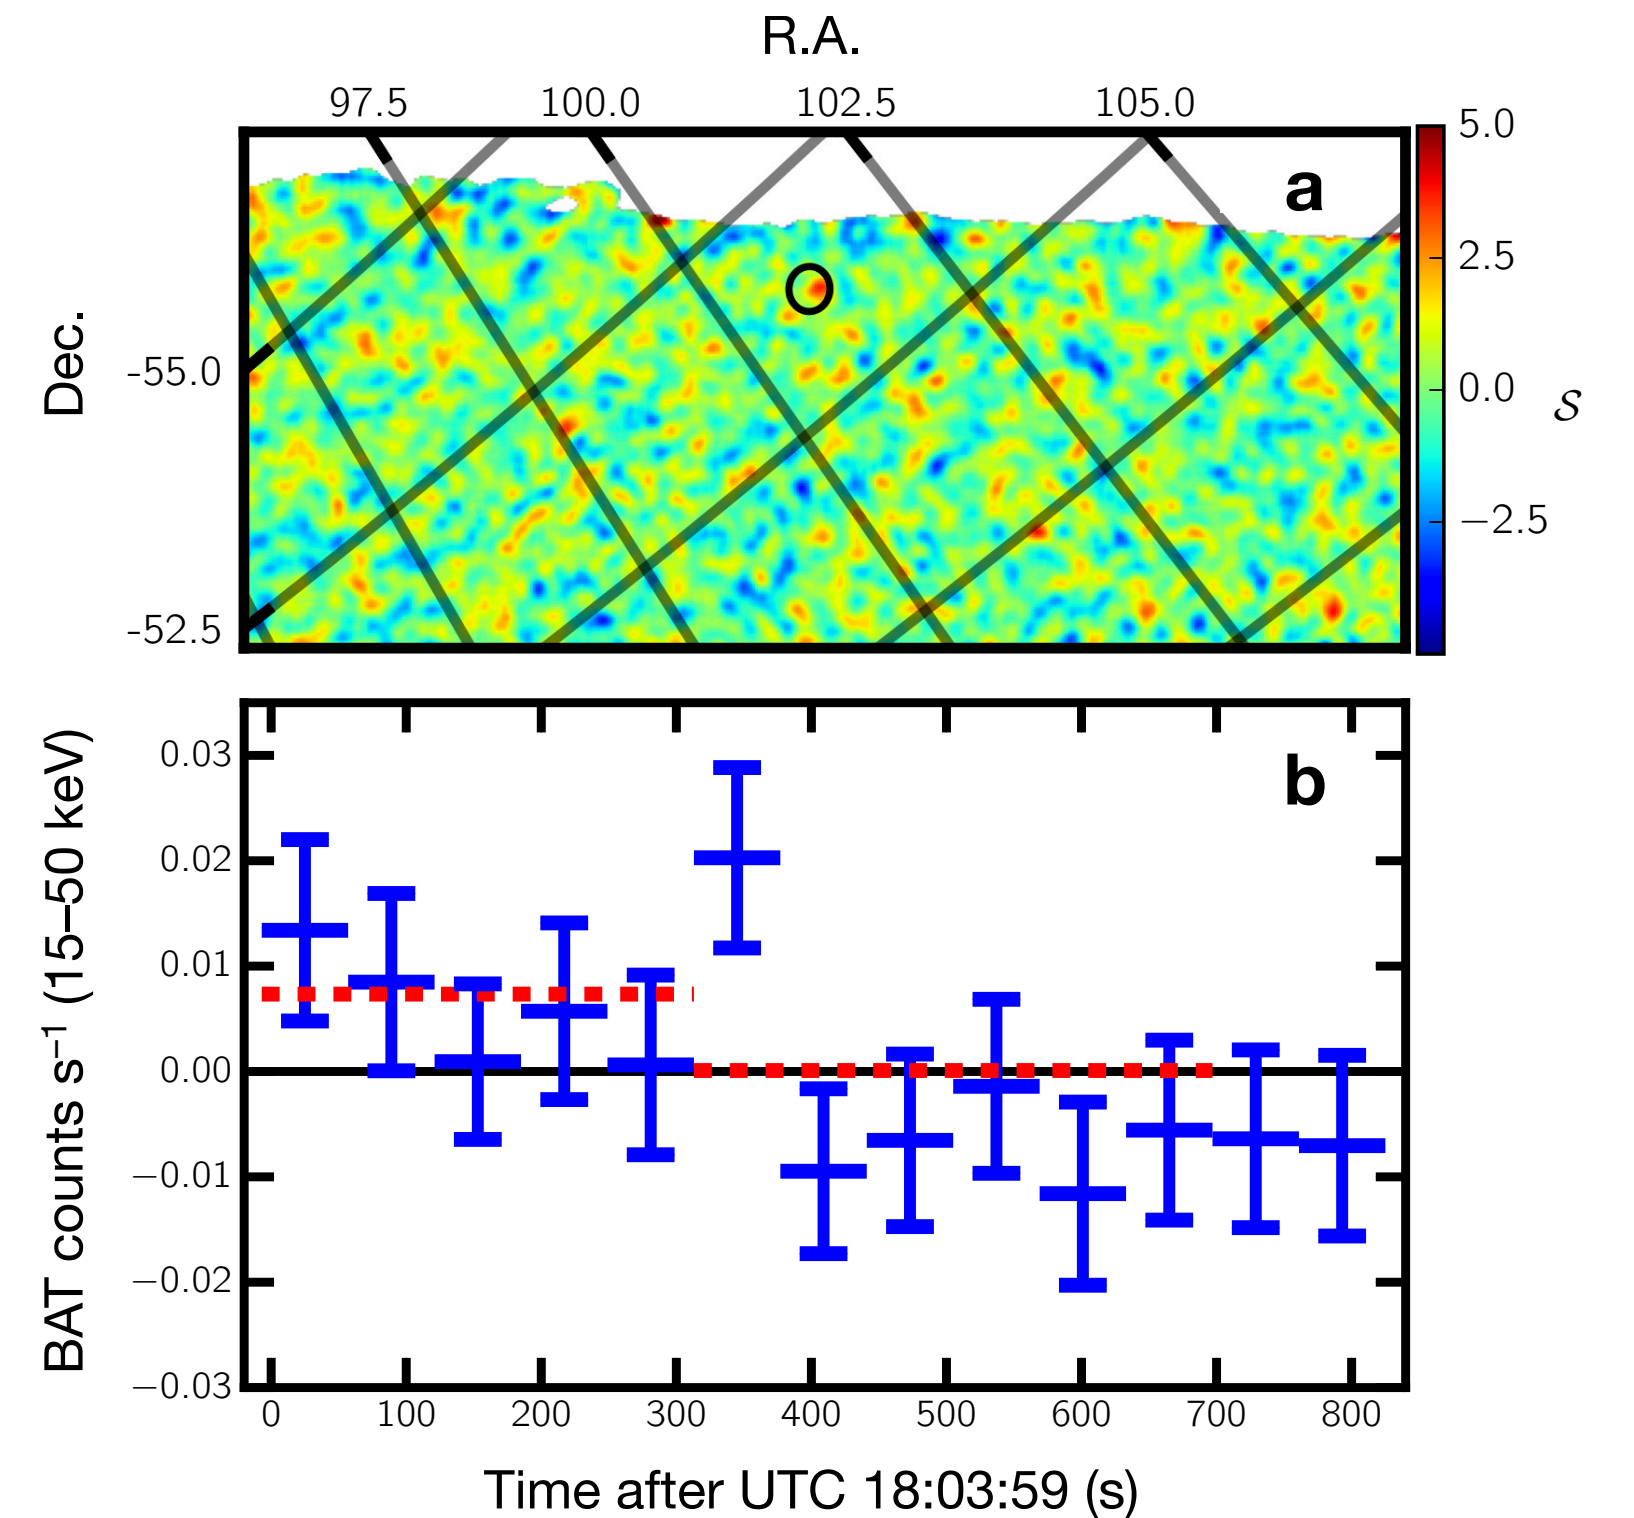 R.A.
97.5 100.0 102.5 105.0
a
5.0
2.5
0.0
−2.5
S
Dec.
-55.0
-52.5
b
BAT counts s⁻¹ (15–50 keV)
0.03
0.02
0.01
0.00
−0.01
−0.02
−0.03
0 100 200 300 400 500 600 700 800
Time after UTC 18:03:59 (s)